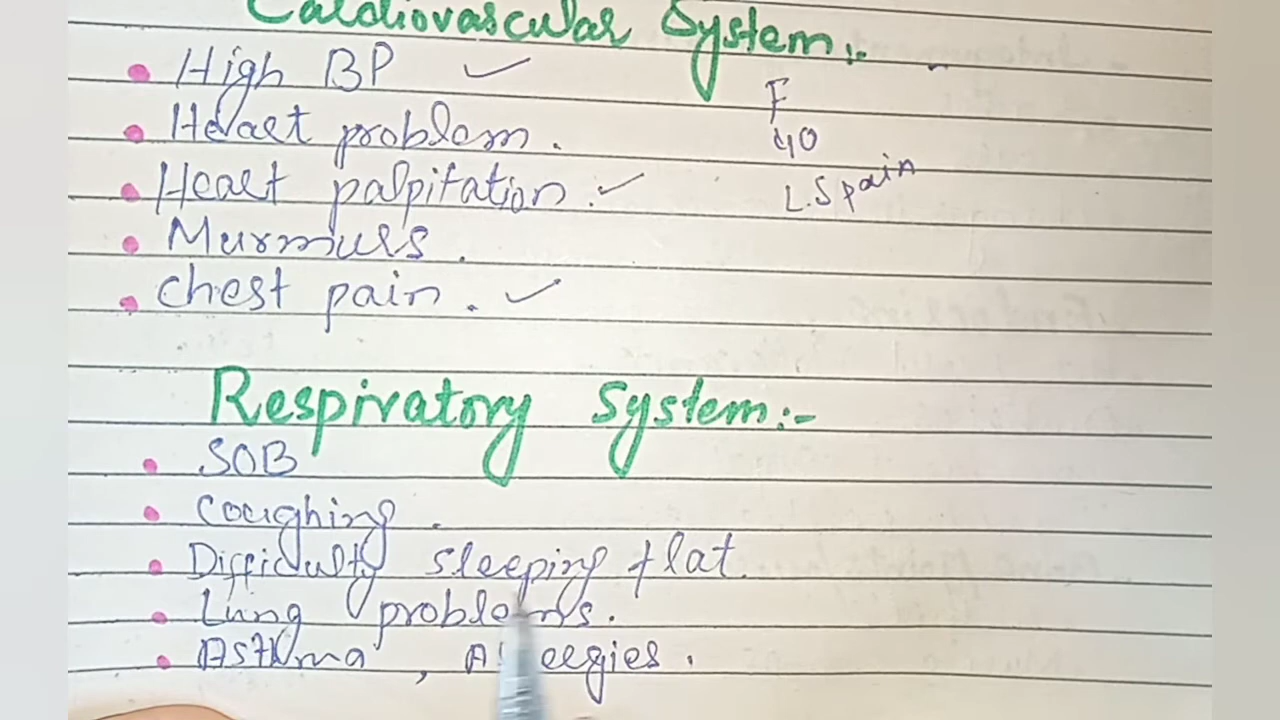 Cardiovascular System:-
• High BP ✓
F
• Heart problem.
40
• Heart palpitation. ✓
L.S pain
• Murmurs.
• Chest pain. ✓
Respiratory System:-
• SOB
• Coughing.
• Difficulty sleeping flat.
• Lung problems.
• Asthma, Allergies.